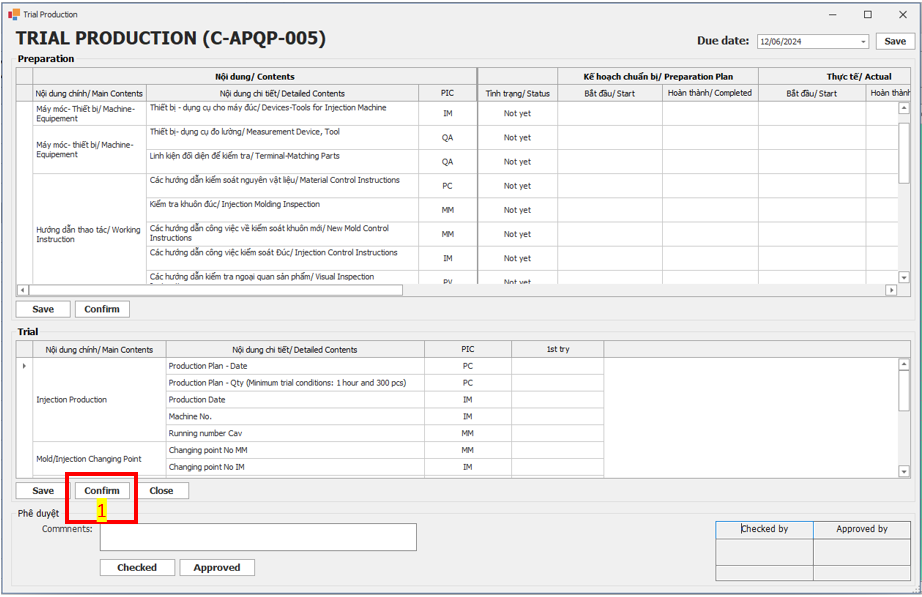 Trial Production
TRIAL PRODUCTION (C-APQP-005)
Due date: 12/06/2024 Save
Preparation
Nội dung/ Contents Kế hoạch chuẩn bị/ Preparation Plan Thực tế/ Actual
Nội dung chính/ Main Contents Nội dung chi tiết/ Detailed Contents PIC Tình trạng/ Status Bắt đầu/ Start Hoàn thành/ Completed Bắt đầu/ Start Hoàn thành
Máy móc- Thiết bị/ Machine-
Equipement
Thiết bị - dụng cụ cho máy đúc/ Devices-Tools for Injection Machine IM Not yet
Máy móc- thiết bị/ Machine-
Equipement
Thiết bị- dụng cụ đo lường/ Measurement Device, Tool QA Not yet
Linh kiện đối diện để kiểm tra/ Terminal-Matching Parts QA Not yet
Hướng dẫn thao tác/ Working
Instruction
Các hướng dẫn kiểm soát nguyên vật liệu/ Material Control Instructions PC Not yet
Kiểm tra khuôn đúc/ Injection Molding Inspection MM Not yet
Các hướng dẫn công việc về kiểm soát khuôn mới/ New Mold Control
Instructions MM Not yet
Các hướng dẫn công việc kiểm soát Đúc/ Injection Control Instructions IM Not yet
Các hướng dẫn kiểm tra ngoại quan sản phẩm/ Visual Inspection
PV Not yet
Save Confirm
Trial
Nội dung chính/ Main Contents Nội dung chi tiết/ Detailed Contents PIC 1st try
Injection Production
Production Plan - Date PC
Production Plan - Qty (Minimum trial conditions: 1 hour and 300 pcs) PC
Production Date IM
Machine No. IM
Running number Cav MM
Mold/Injection Changing Point
Changing point No MM MM
Changing point No IM IM
Save Confirm Close
1
Phê duyệt
Commnents:
Checked Approved
Checked by Approved by